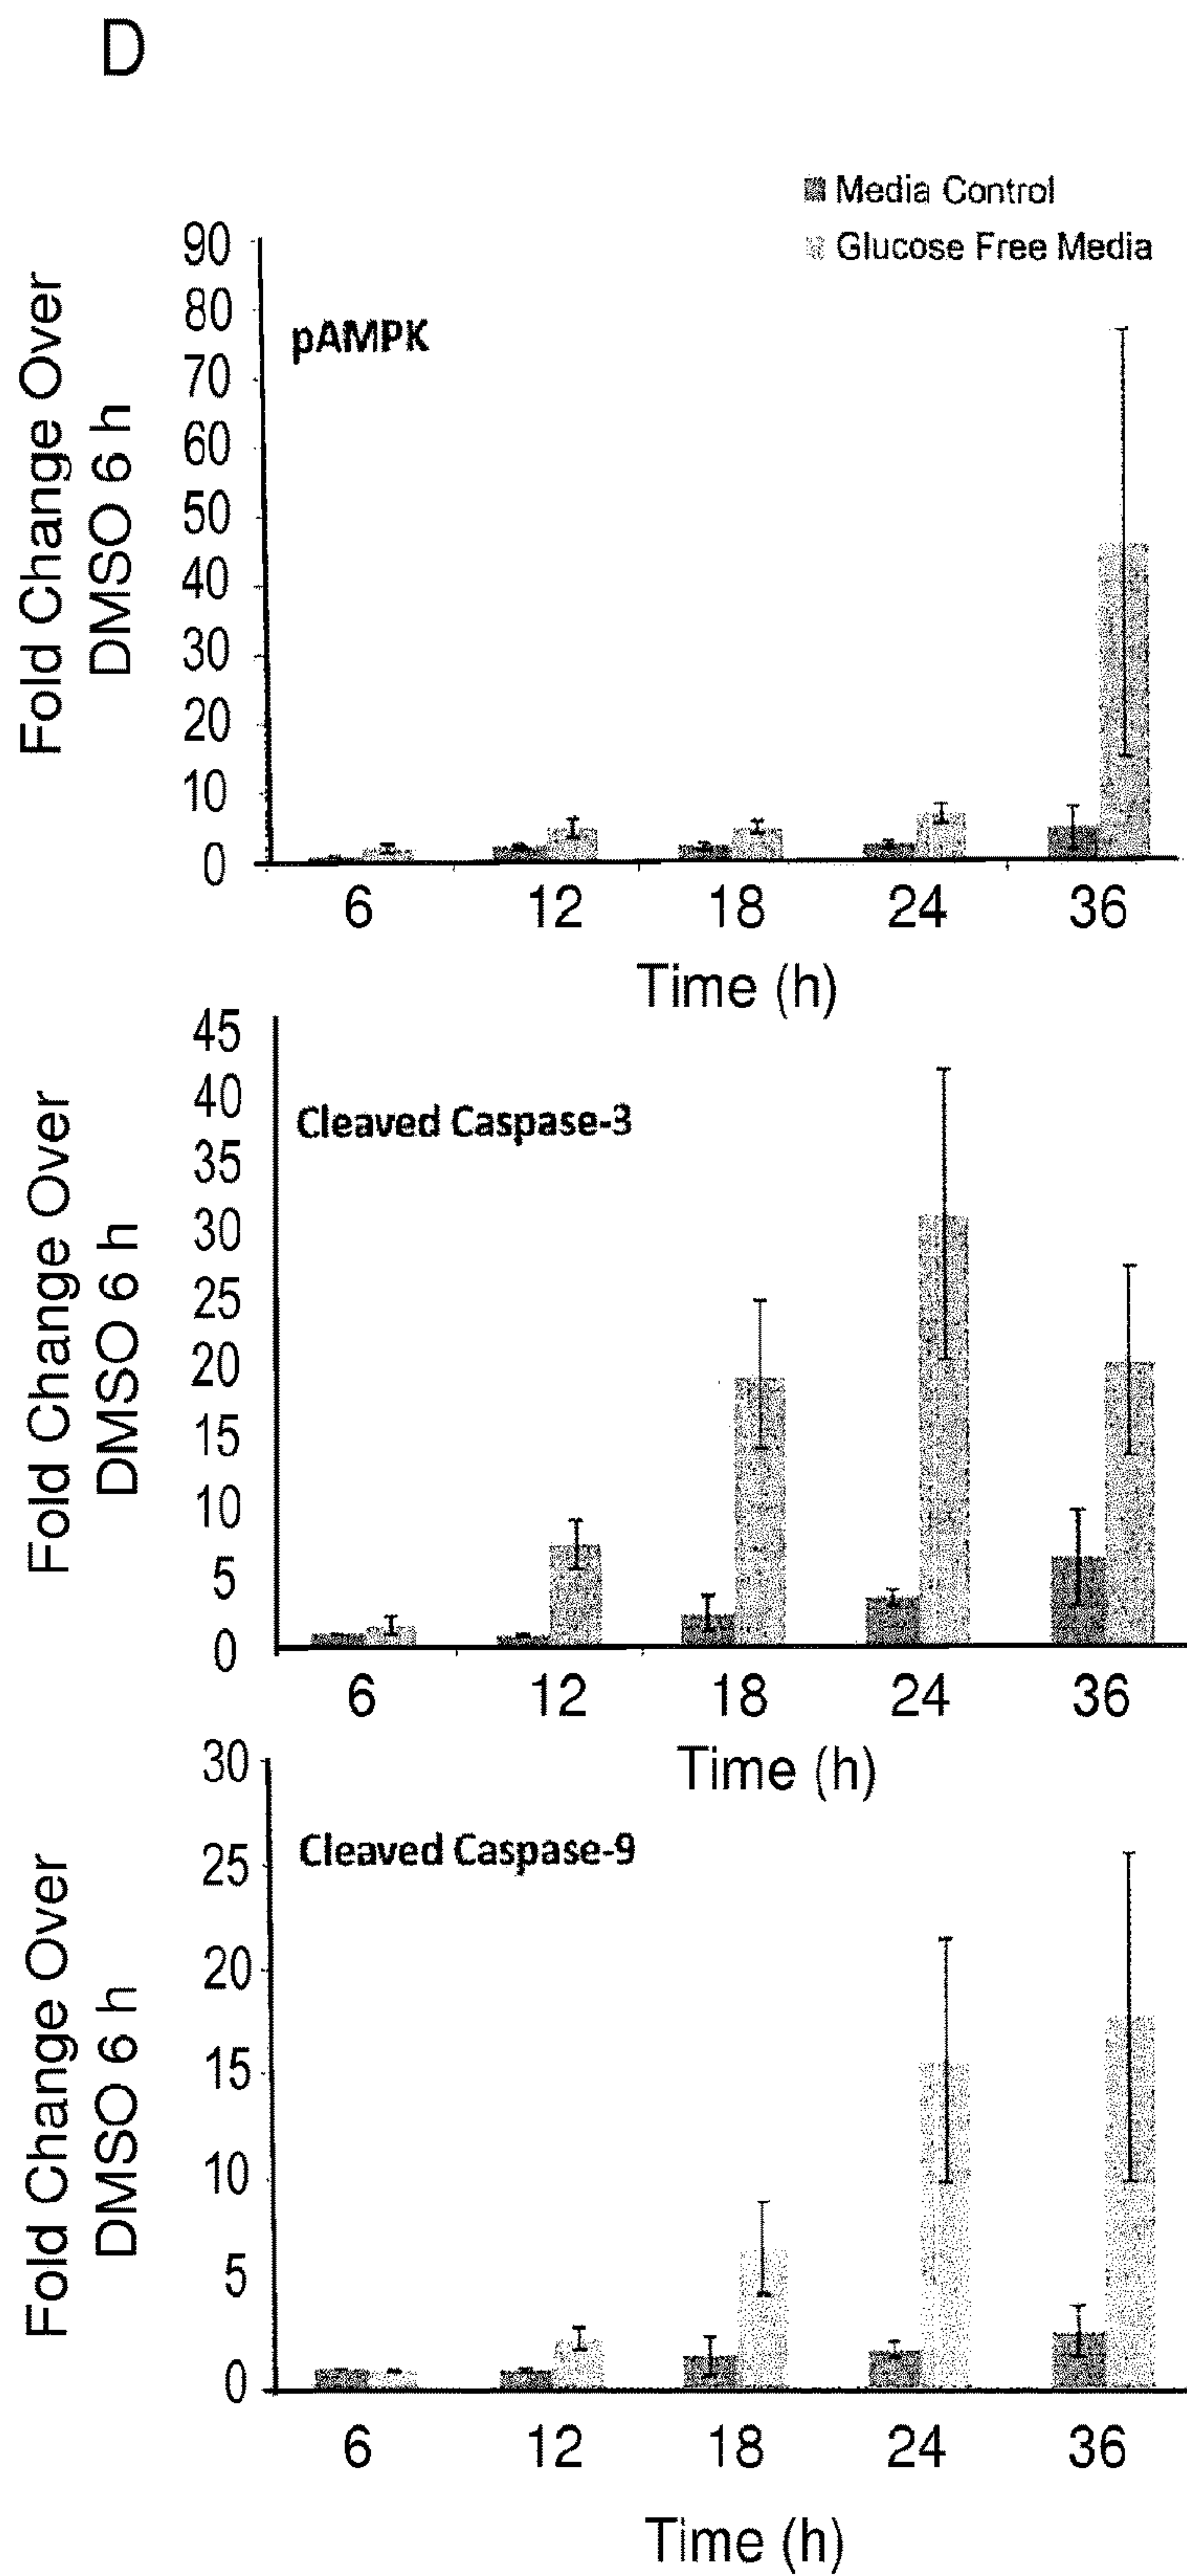 D
Media Control
Glucose Free Media
Fold Change Over
DMSO 6 h
90
80
70
60
50
40
30
20
10
0
pAMPK
6 12 18 24 36
Time (h)
Fold Change Over
DMSO 6 h
45
40
35
30
25
20
15
10
5
0
Cleaved Caspase-3
6 12 18 24 36
Time (h)
Fold Change Over
DMSO 6 h
30
25
20
15
10
5
0
Cleaved Caspase-9
6 12 18 24 36
Time (h)